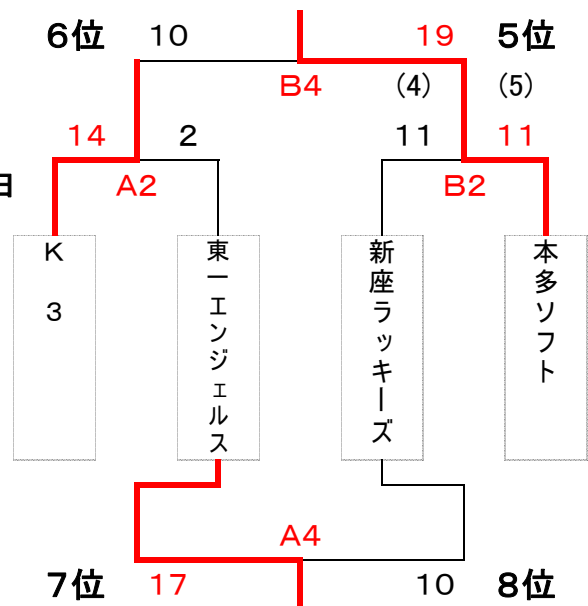 6位 10 19 5位
B4 (4) (5)
14 2 11 11
日 A2 B2
K3
東一エンジェルス
新座ラッキーズ
本多ソフト
A4
7位 17 10 8位